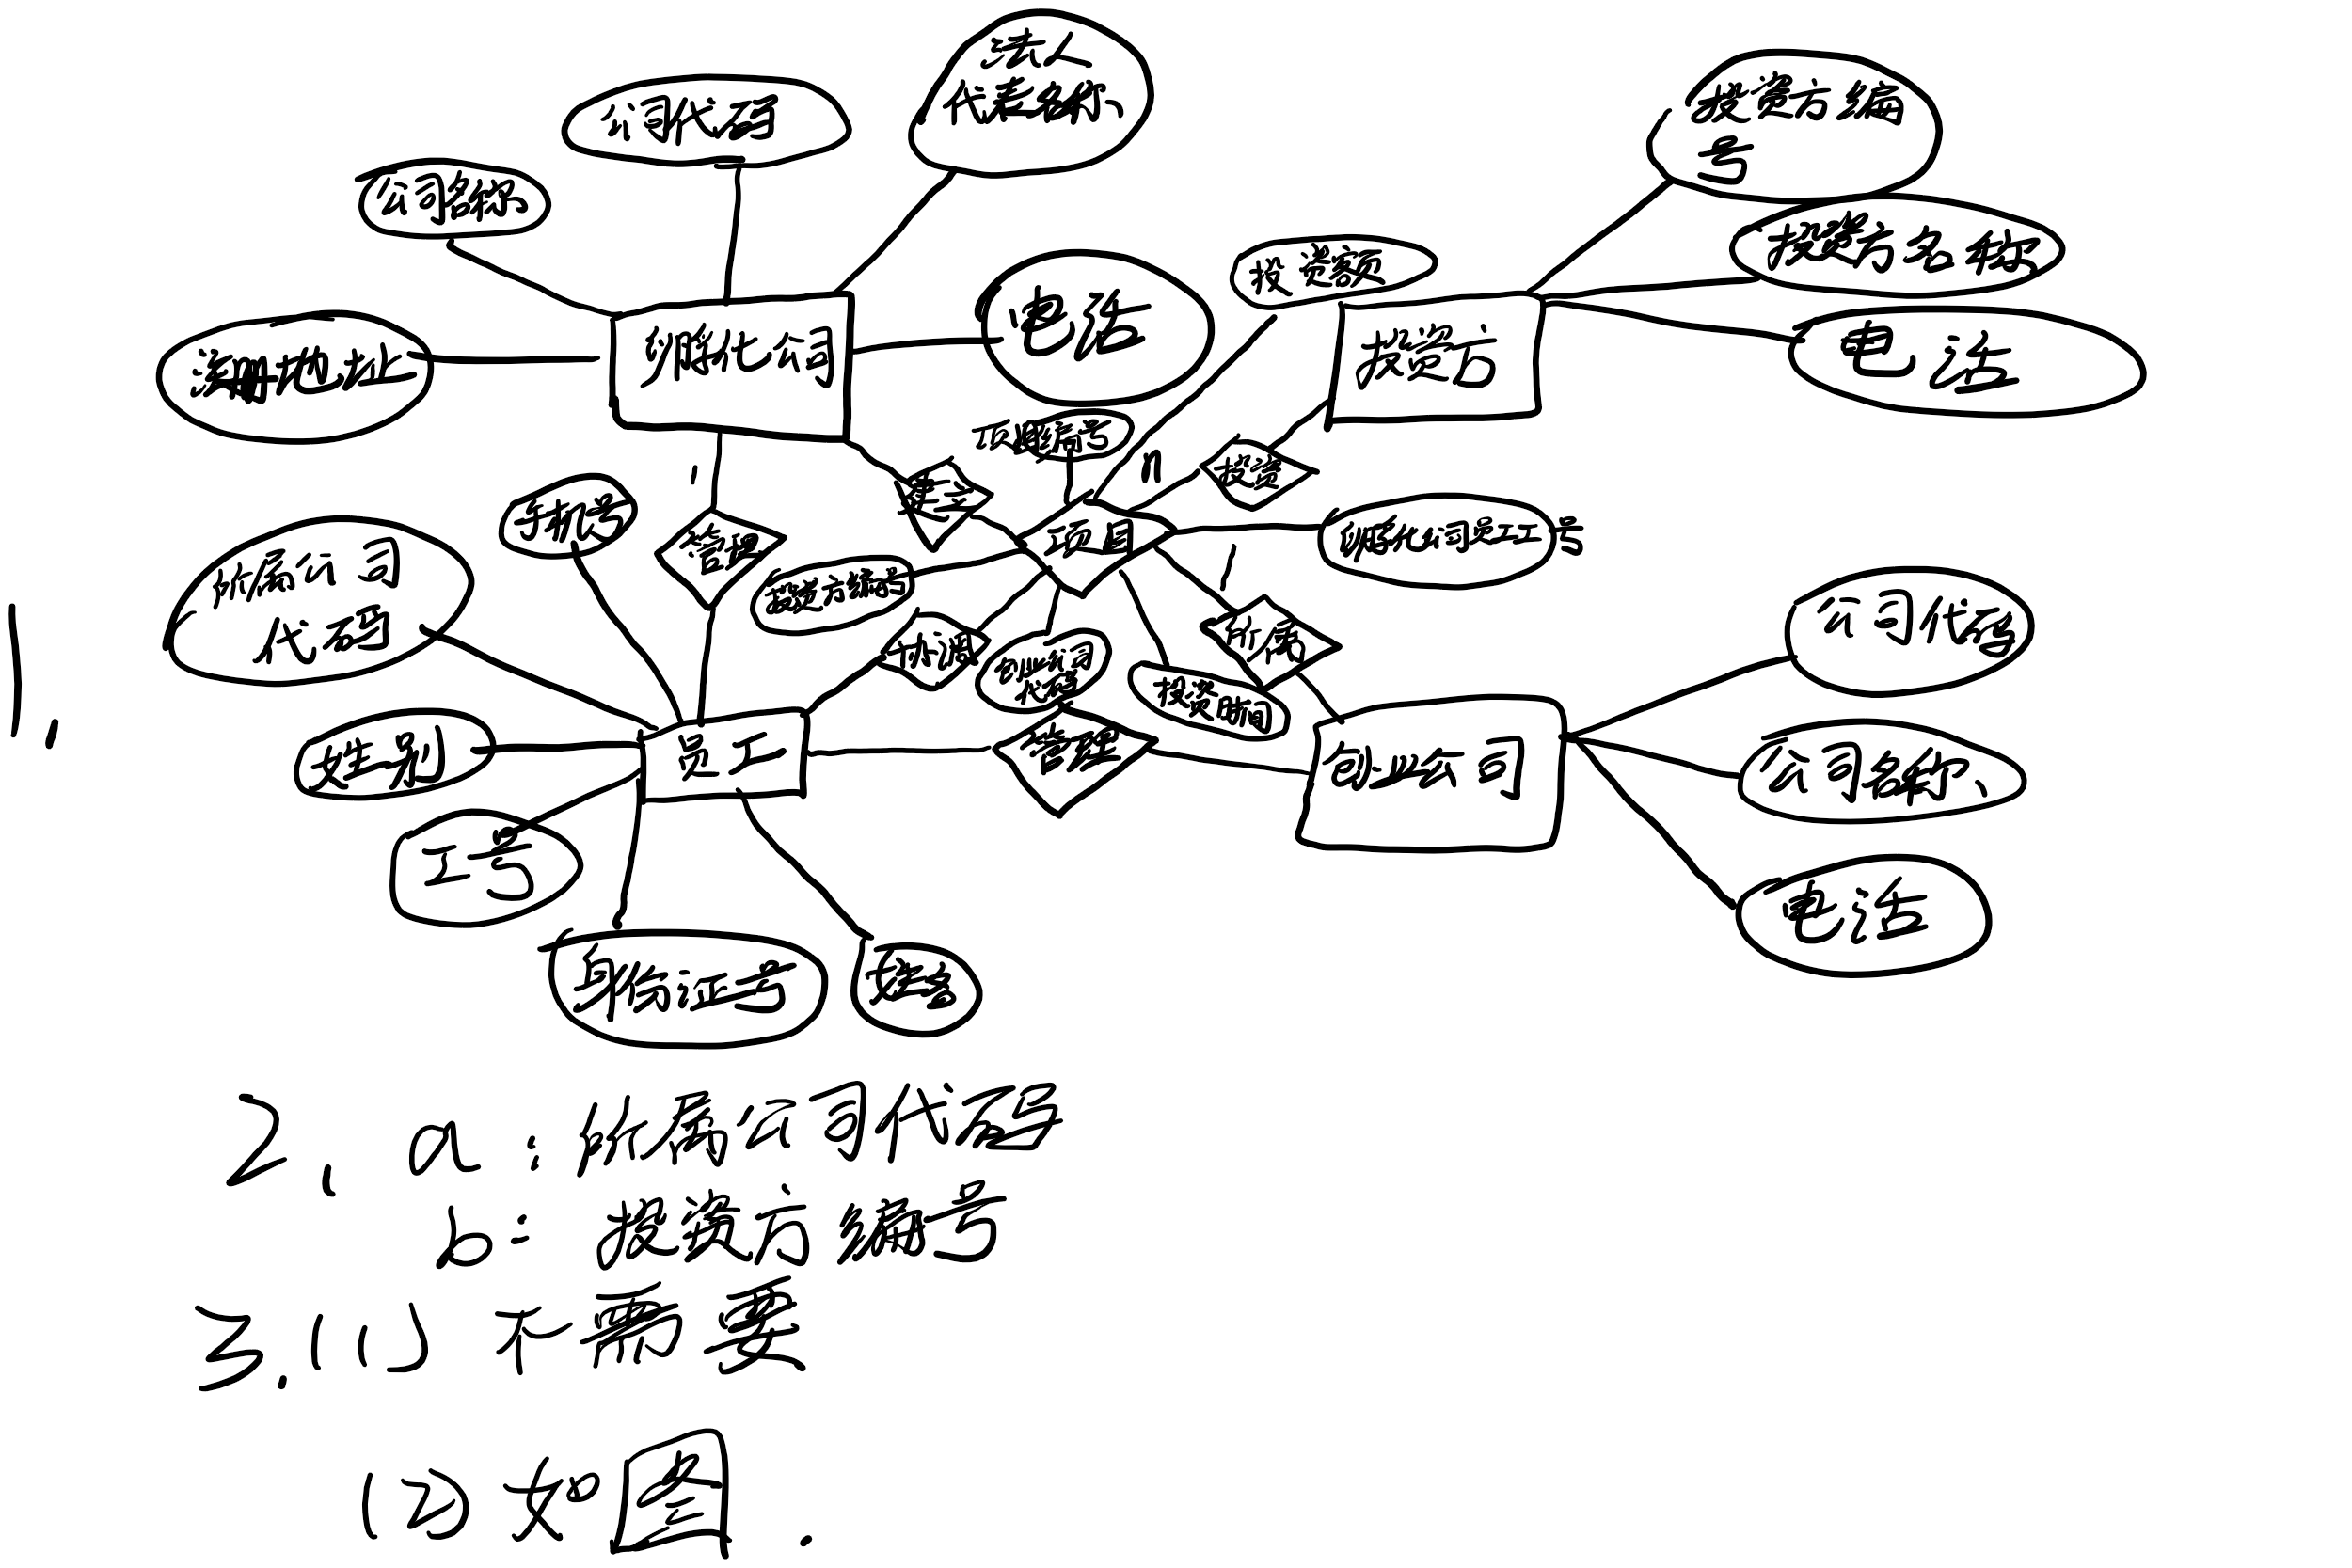 1.
法人
代表
公司代码
公司名称
注册地址
孵化公司
电话
投资金额
投资方
投资方编
号
投资方名称
电话
手机号
管理
1
项目编号
n
投资
项目
孵化公司员工工号
所属公司
代码
投资方编号
协调
创业公司
代码
投资时间
1
所属
性别
员工
管理
创业公司
公司代码
公司名称
电话
工号
身份证号
姓名
2、a：所属公司代码
b：投资方编号
3.(1)不需要
(2)如图.